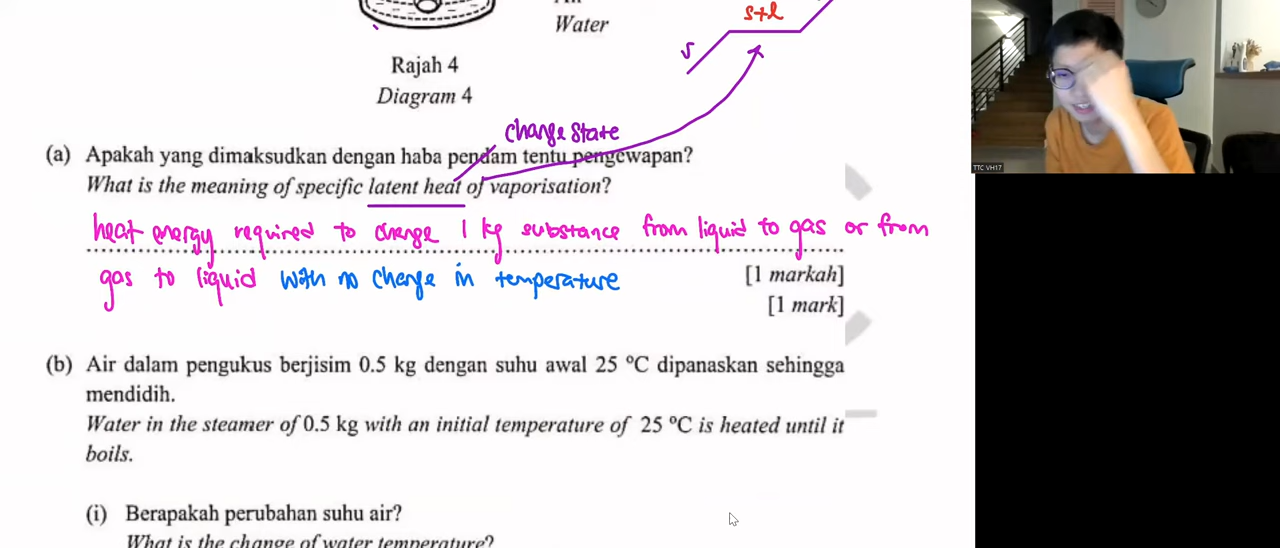 s+l
Water
s
Rajah 4
Diagram 4
change state
(a) Apakah yang dimaksudkan dengan haba pendam tentu pengewapan?
What is the meaning of specific latent heat of vaporisation?
heat energy required to change 1 kg substance from liquid to gas or from
gas to liquid with no change in temperature
[1 markah]
[1 mark]
(b) Air dalam pengukus berjisim 0.5 kg dengan suhu awal 25 °C dipanaskan sehingga
mendidih.
Water in the steamer of 0.5 kg with an initial temperature of 25 °C is heated until it
boils.
(i) Berapakah perubahan suhu air?
What is the change of water temperature?
TTC VH17